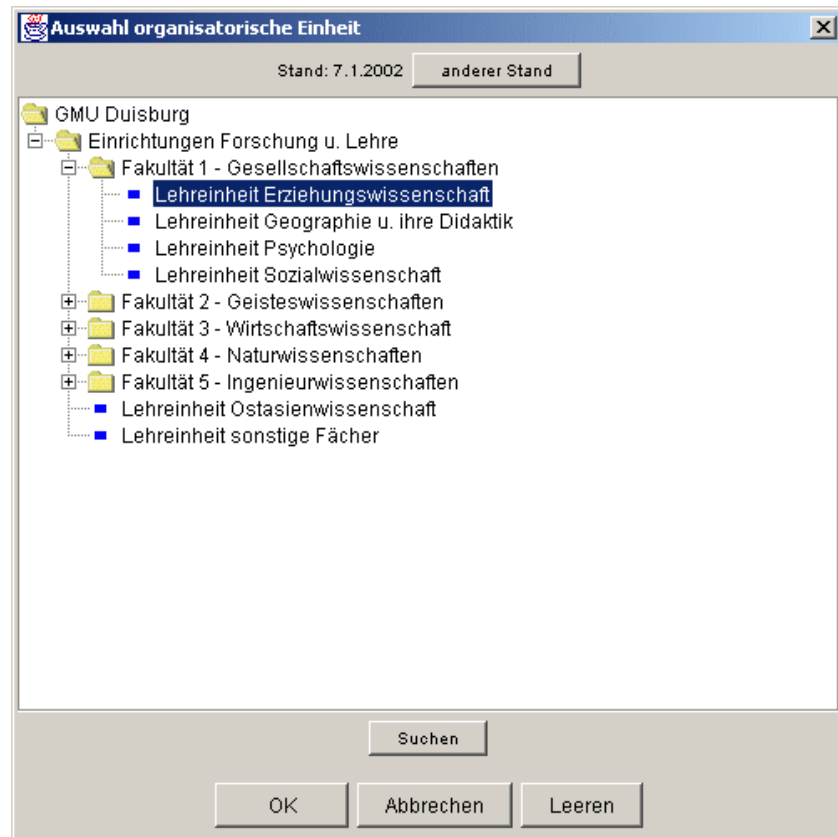 Auswahl organisatorische Einheit
Stand: 7.1.2002 anderer Stand
GMU Duisburg
Einrichtungen Forschung u. Lehre
Fakultät 1 - Gesellschaftswissenschaften
Lehreinheit Erziehungswissenschaft
Lehreinheit Geographie u. ihre Didaktik
Lehreinheit Psychologie
Lehreinheit Sozialwissenschaft
Fakultät 2 - Geisteswissenschaften
Fakultät 3 - Wirtschaftswissenschaft
Fakultät 4 - Naturwissenschaften
Fakultät 5 - Ingenieurwissenschaften
Lehreinheit Ostasienwissenschaft
Lehreinheit sonstige Fächer
Suchen
OK Abbrechen Leeren